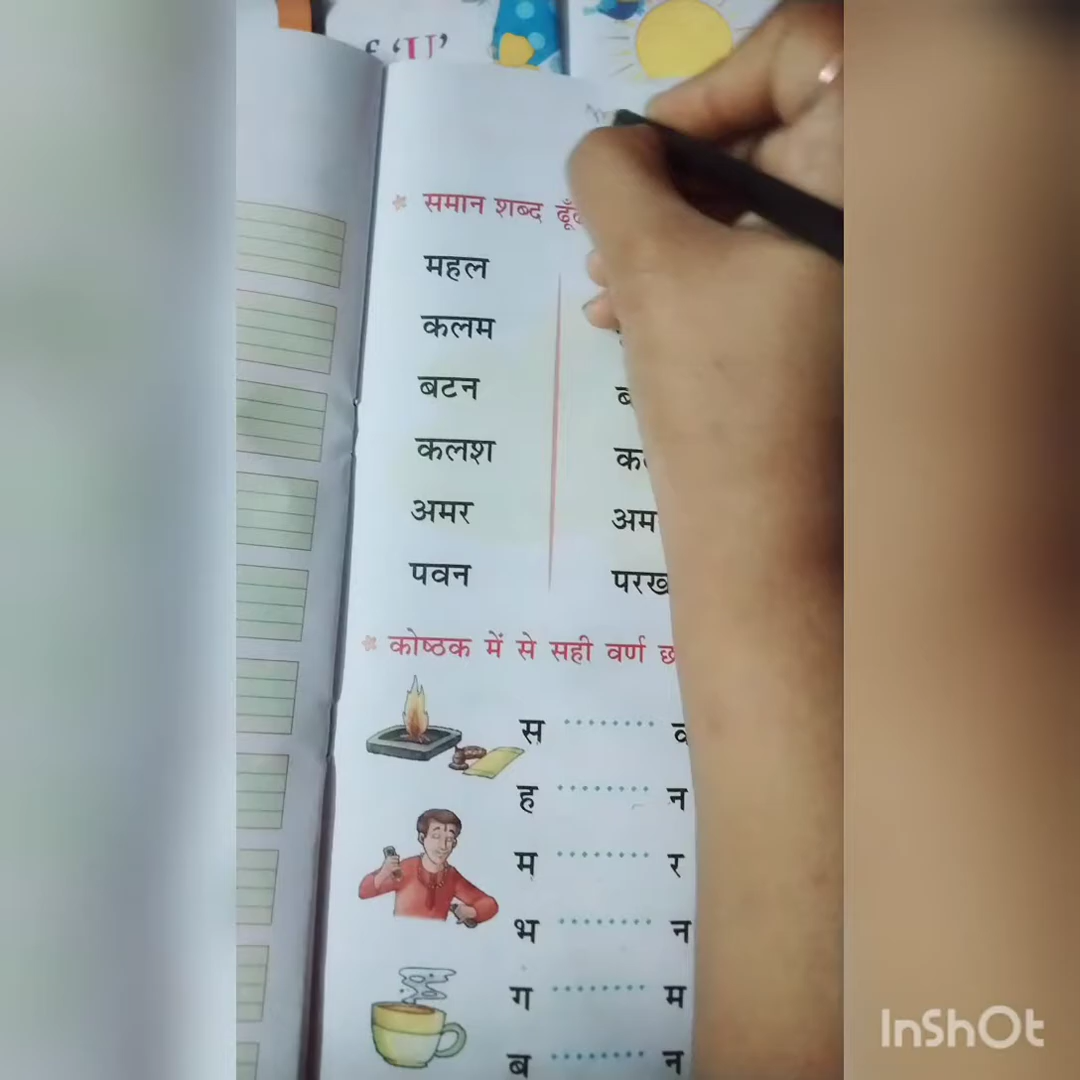 ‘U’
समान शब्द
महल
कलम
बटन
कलश
अमर
पवन
परख
कोष्ठक में से सही वर्ण
स ........
ह ........ न
म ........ र
भ ........ न
ग ........ म
ब ........ न
InShOt